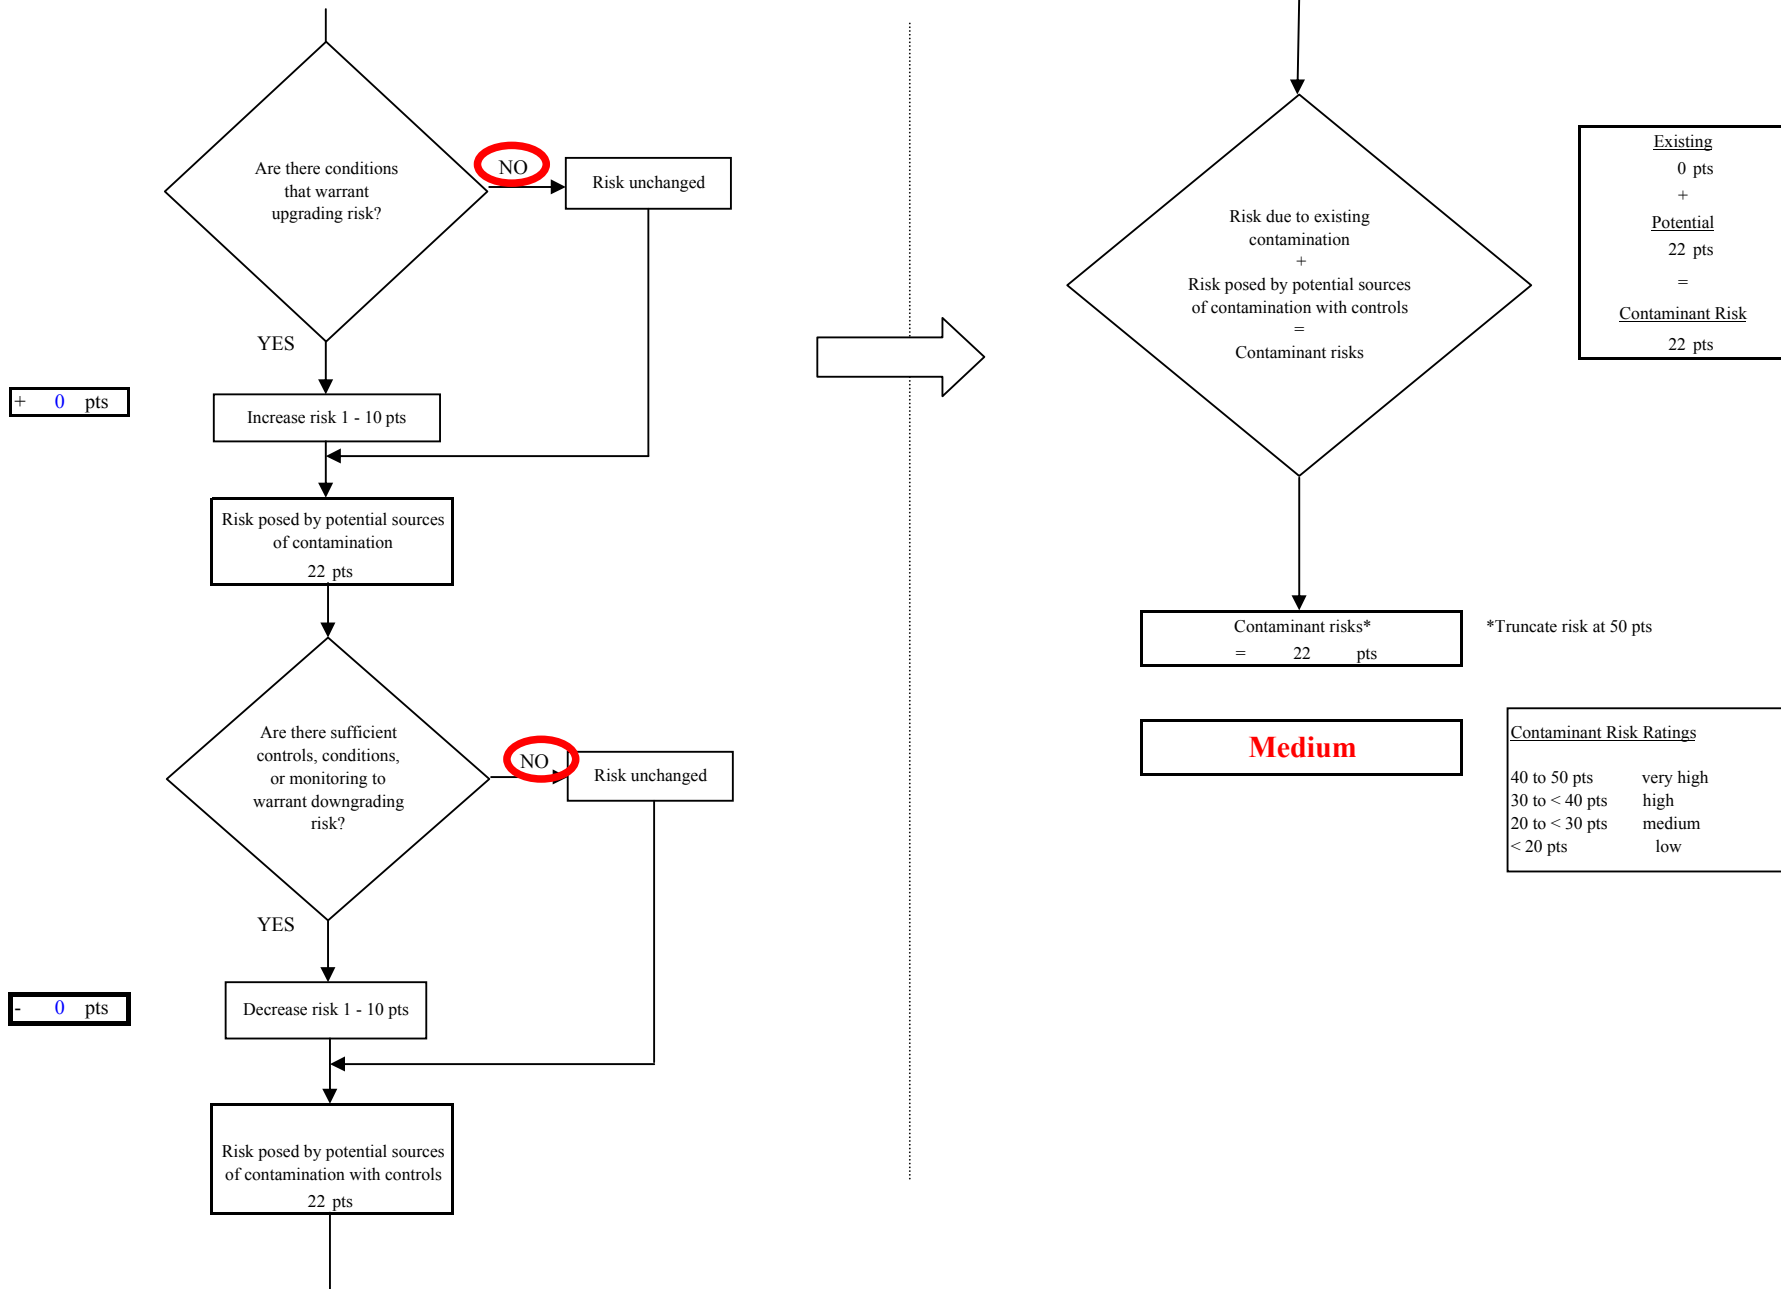 Are there conditions
that warrant
upgrading risk?
NO
Risk unchanged
YES
+ 0 pts
Increase risk 1 - 10 pts
Risk posed by potential sources
of contamination
22 pts
Are there sufficient
controls, conditions,
or monitoring to
warrant downgrading
risk?
NO
Risk unchanged
YES
- 0 pts
Decrease risk 1 - 10 pts
Risk posed by potential sources
of contamination with controls
22 pts
Risk due to existing
contamination
+
Risk posed by potential sources
of contamination with controls
=
Contaminant risks
Existing
0 pts
+
Potential
22 pts
=
Contaminant Risk
22 pts
Contaminant risks*
= 22 pts
*Truncate risk at 50 pts
Medium
Contaminant Risk Ratings
40 to 50 pts very high
30 to < 40 pts high
20 to < 30 pts medium
< 20 pts low